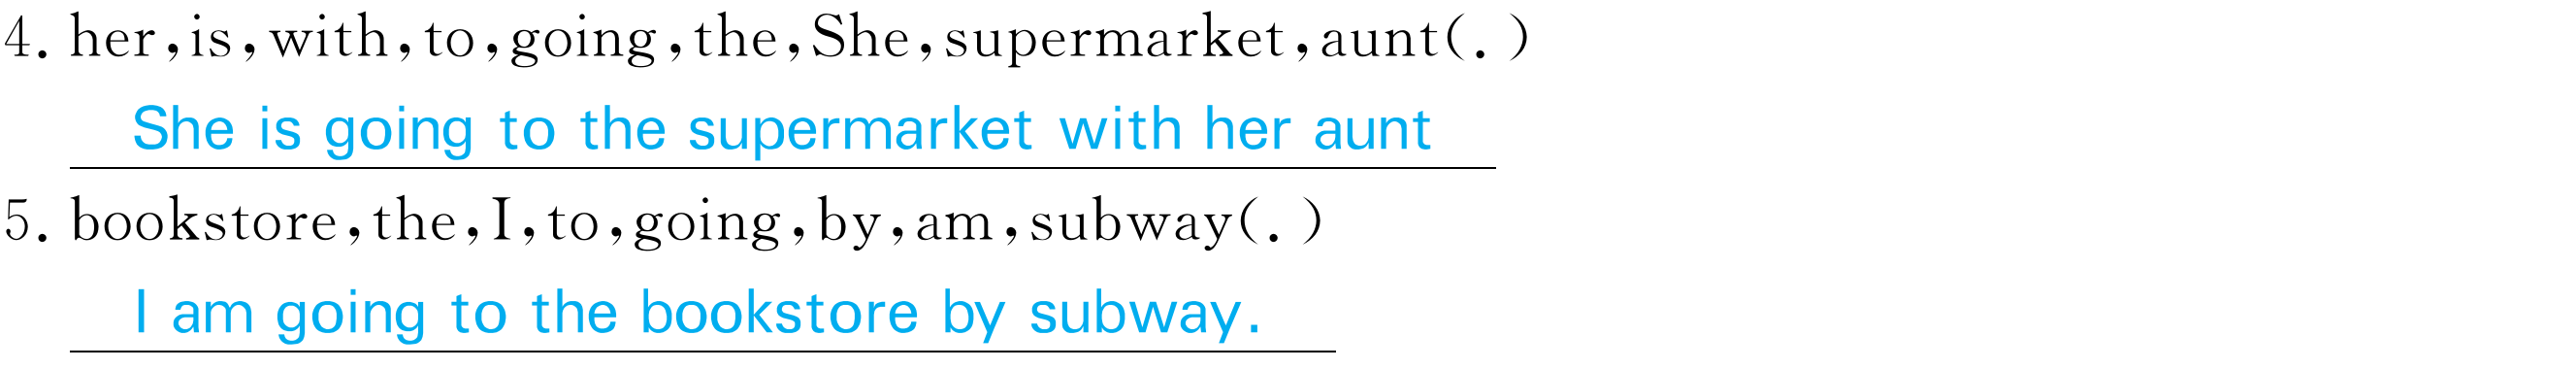 4. her,is,with,to,going,the,She,supermarket,aunt(.)
She is going to the supermarket with her aunt
5. bookstore,the,I,to,going,by,am,subway(.)
I am going to the bookstore by subway.